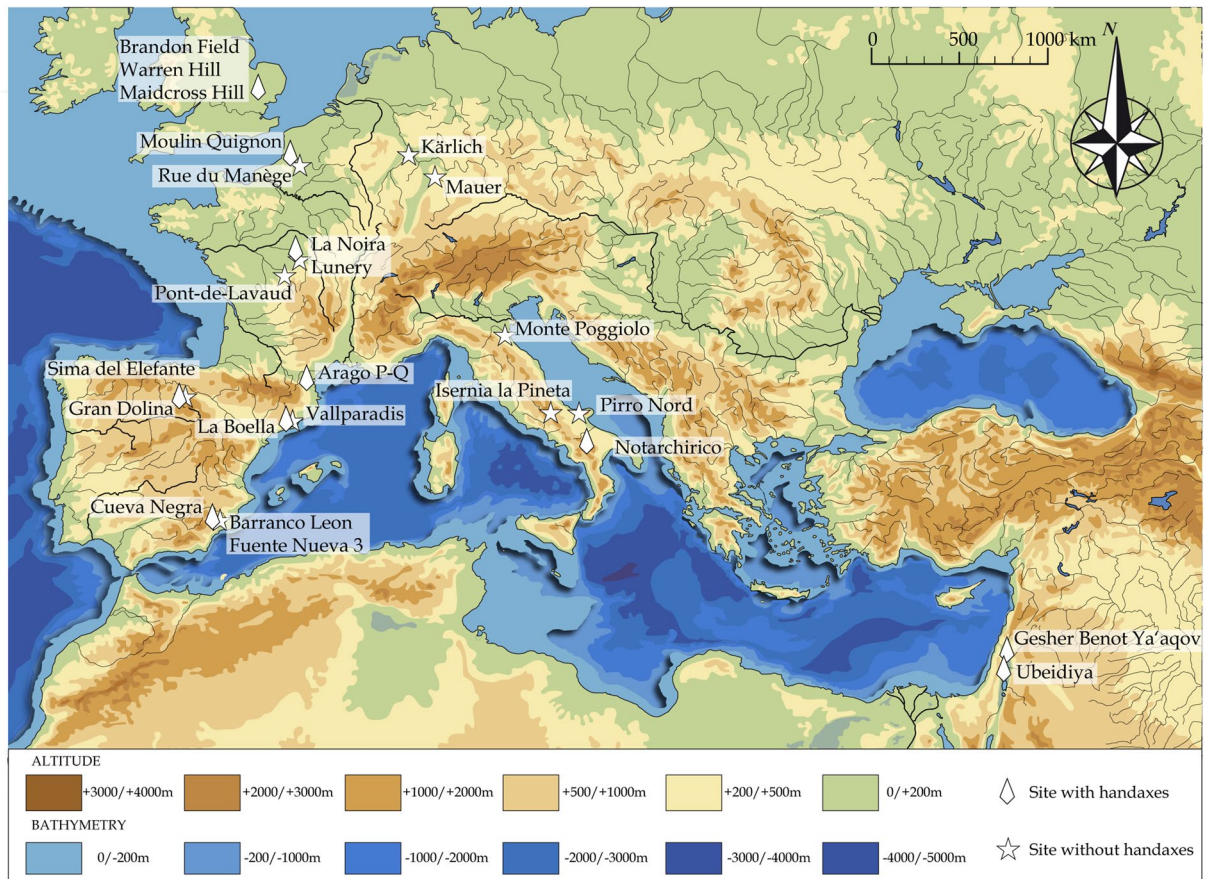 Brandon Field
Warren Hill
Maidcross Hill
0 500 1000 km
N
Moulin Quignon
Rue du Manège
Kärlich
Mauer
La Noira
Lunery
Pont-de-Lavaud
Monte Poggiolo
Sima del Elefante
Gran Dolina
Arago P-Q
Vallparadis
La Boella
Isernia la Pineta
Pirro Nord
Notarchirico
Cueva Negra
Barranco Leon
Fuente Nueva 3
Gesher Benot Ya‘aqov
Ubeidiya
ALTITUDE
+3000/+4000m
+2000/+3000m
+1000/+2000m
+500/+1000m
+200/+500m
0/+200m
Site with handaxes
BATHYMETRY
0/-200m
-200/-1000m
-1000/-2000m
-2000/-3000m
-3000/-4000m
-4000/-5000m
Site without handaxes